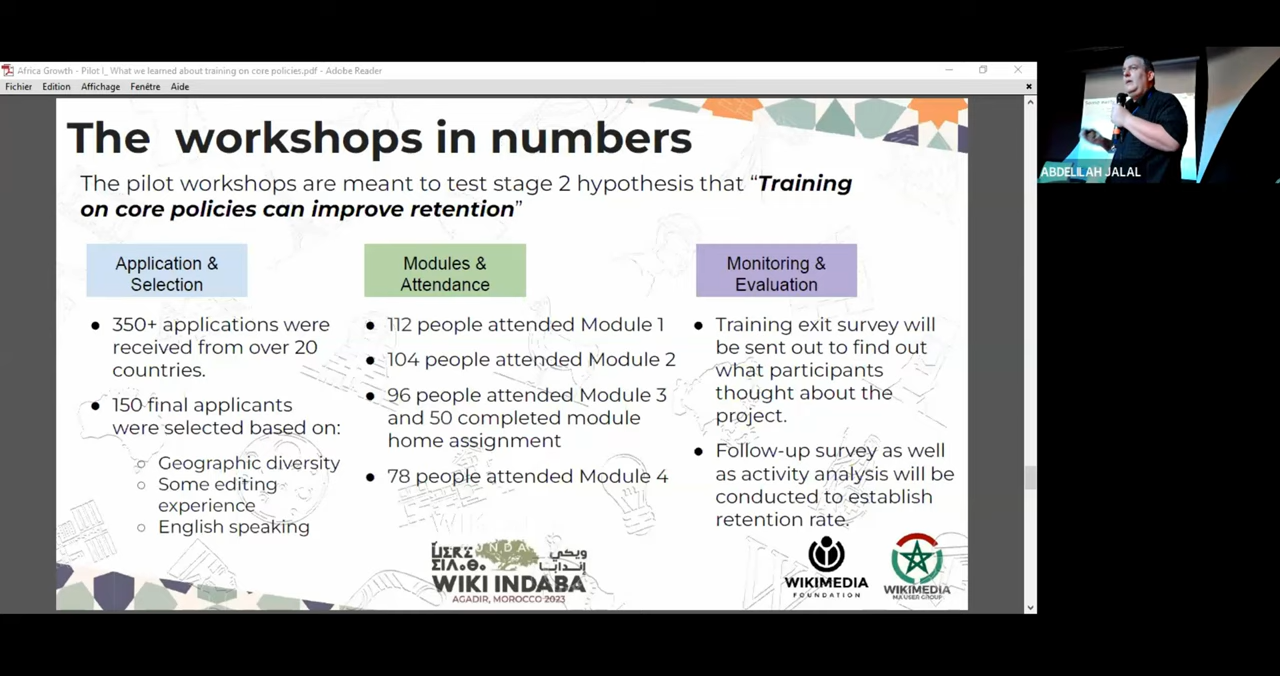 Africa Growth - Pilot I_ What we learned about training on core policies.pdf - Adobe Reader
Fichier Edition Affichage Fenêtre Aide
The workshops in numbers
The pilot workshops are meant to test stage 2 hypothesis that “Training
on core policies can improve retention”
Application &
Selection
350+ applications were
received from over 20
countries.
150 final applicants
were selected based on:
Geographic diversity
Some editing
experience
English speaking
Modules &
Attendance
112 people attended Module 1
104 people attended Module 2
96 people attended Module 3
and 50 completed module
home assignment
78 people attended Module 4
Monitoring &
Evaluation
Training exit survey will
be sent out to find out
what participants
thought about the
project.
Follow-up survey as well
as activity analysis will be
conducted to establish
retention rate.
ويكي
إندابا
WIKI INDABA
AGADIR, MOROCCO 2023
WIKIMEDIA
FOUNDATION
WIKIMEDIA
MA USER GROUP
ABDELILAH JALAL